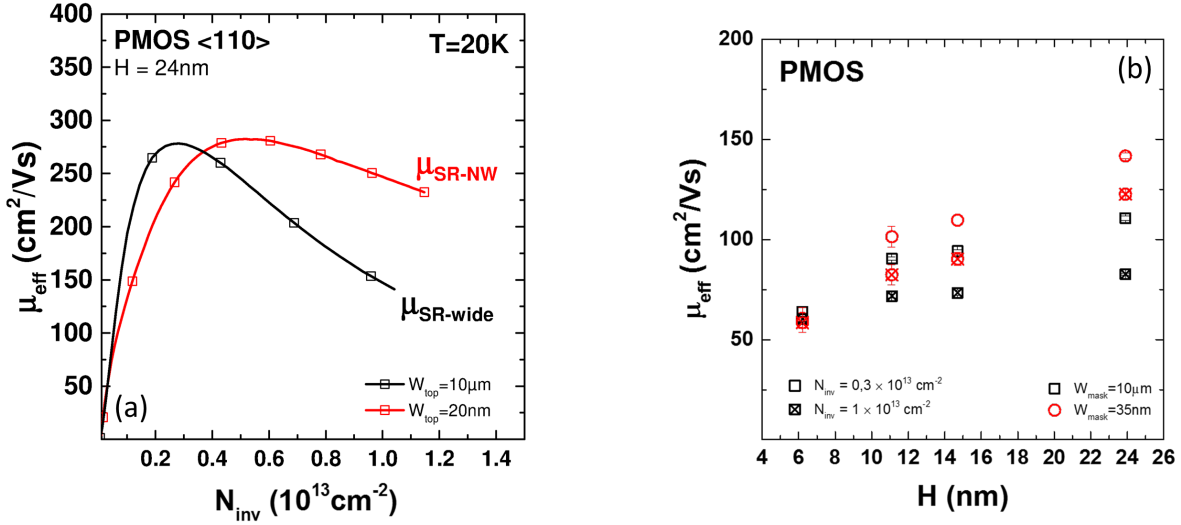 PMOS <110>
H = 24nm
T=20K
400
350
300
250
200
150
100
50
0.2 0.4 0.6 0.8 1.0 1.2 1.4
μeff (cm²/Vs)
Ninv (10¹³cm⁻²)
μSR-NW
μSR-wide
Wtop=10μm
Wtop=20nm
(a)
PMOS
(b)
200
150
100
50
4 6 8 10 12 14 16 18 20 22 24 26
μeff (cm²/Vs)
H (nm)
Ninv = 0,3 × 10¹³ cm⁻²
Ninv = 1 × 10¹³ cm⁻²
Wmask=10μm
Wmask=35nm